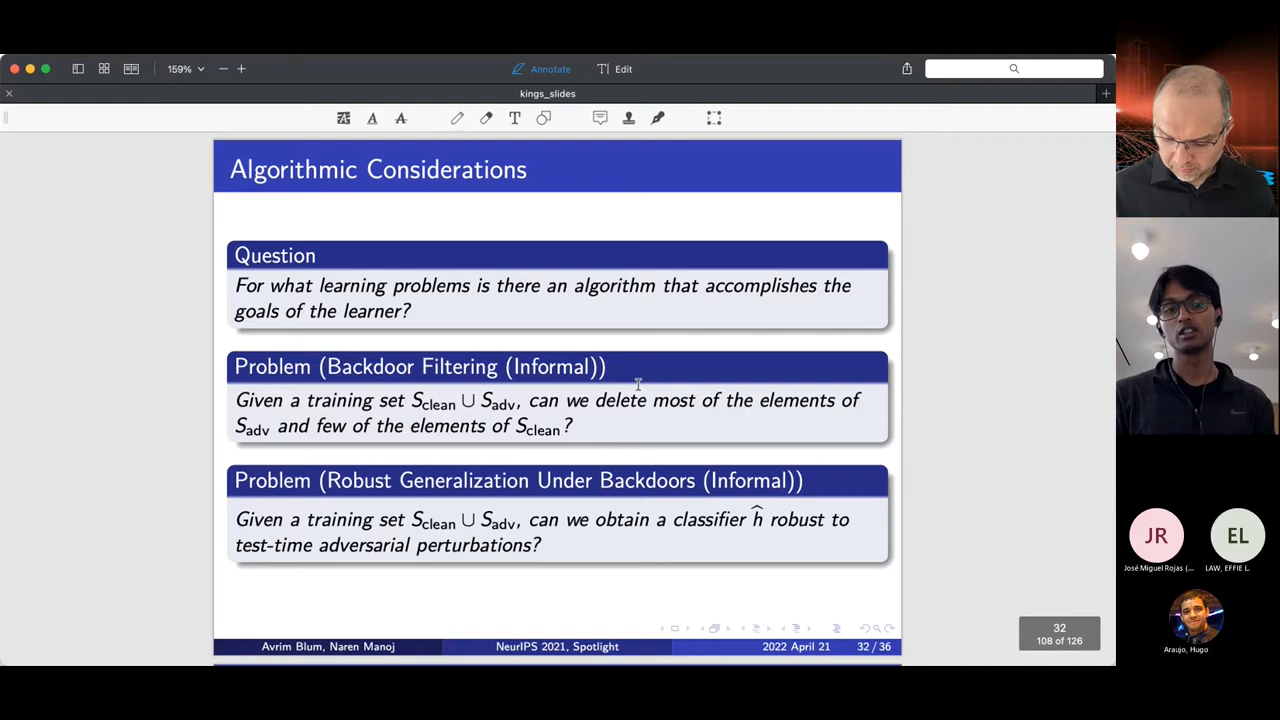 159%
Annotate
Edit
kings_slides
Algorithmic Considerations
Question
For what learning problems is there an algorithm that accomplishes the
goals of the learner?
Problem (Backdoor Filtering (Informal))
Given a training set S_clean ∪ S_adv, can we delete most of the elements of
S_adv and few of the elements of S_clean?
Problem (Robust Generalization Under Backdoors (Informal))
Given a training set S_clean ∪ S_adv, can we obtain a classifier ĥ robust to
test-time adversarial perturbations?
Avrim Blum, Naren Manoj
NeurIPS 2021, Spotlight
2022 April 21
32 / 36
32
108 of 126
JR
EL
José Miguel Rojas (...
LAW, EFFIE L.
Araujo, Hugo